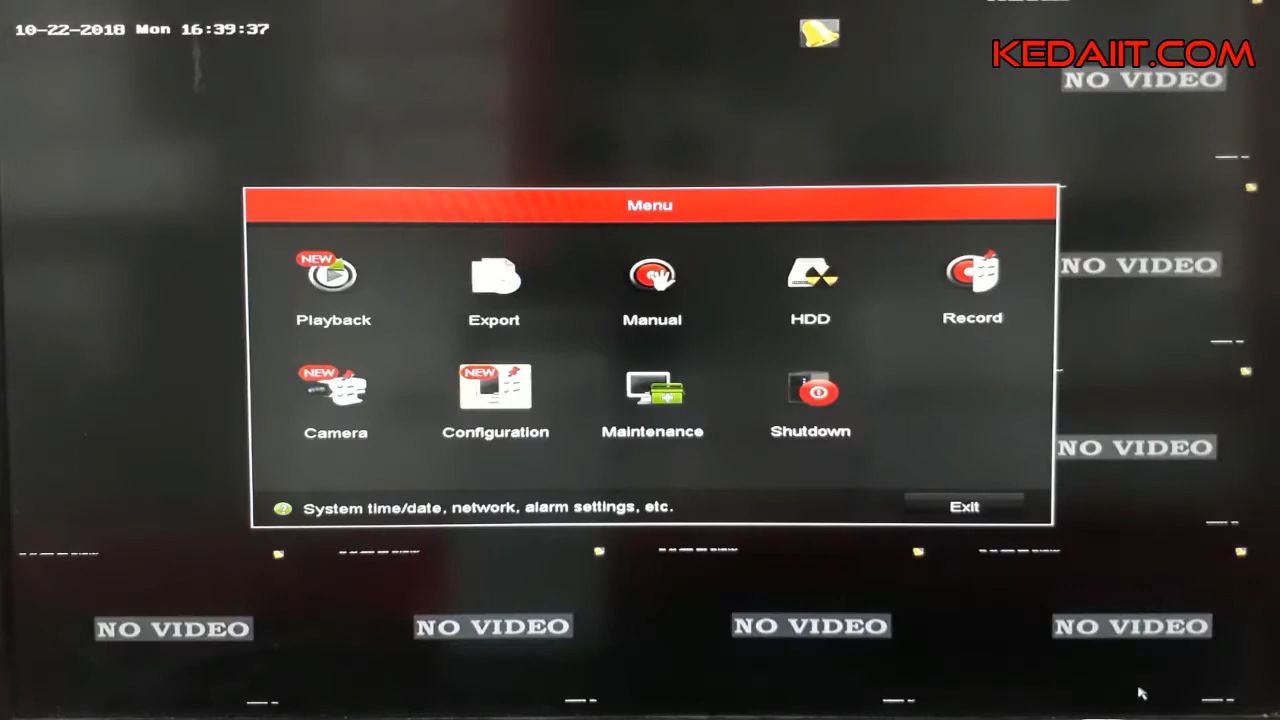 10-22-2018 Mon 16:39:37
KEDAIIT.COM
NO VIDEO
Menu
NEW
Playback
Export
Manual
HDD
Record
NO VIDEO
NEW
Camera
NEW
Configuration
Maintenance
Shutdown
NO VIDEO
System time/date, network, alarm settings, etc.
Exit
NO VIDEO
NO VIDEO
NO VIDEO
NO VIDEO